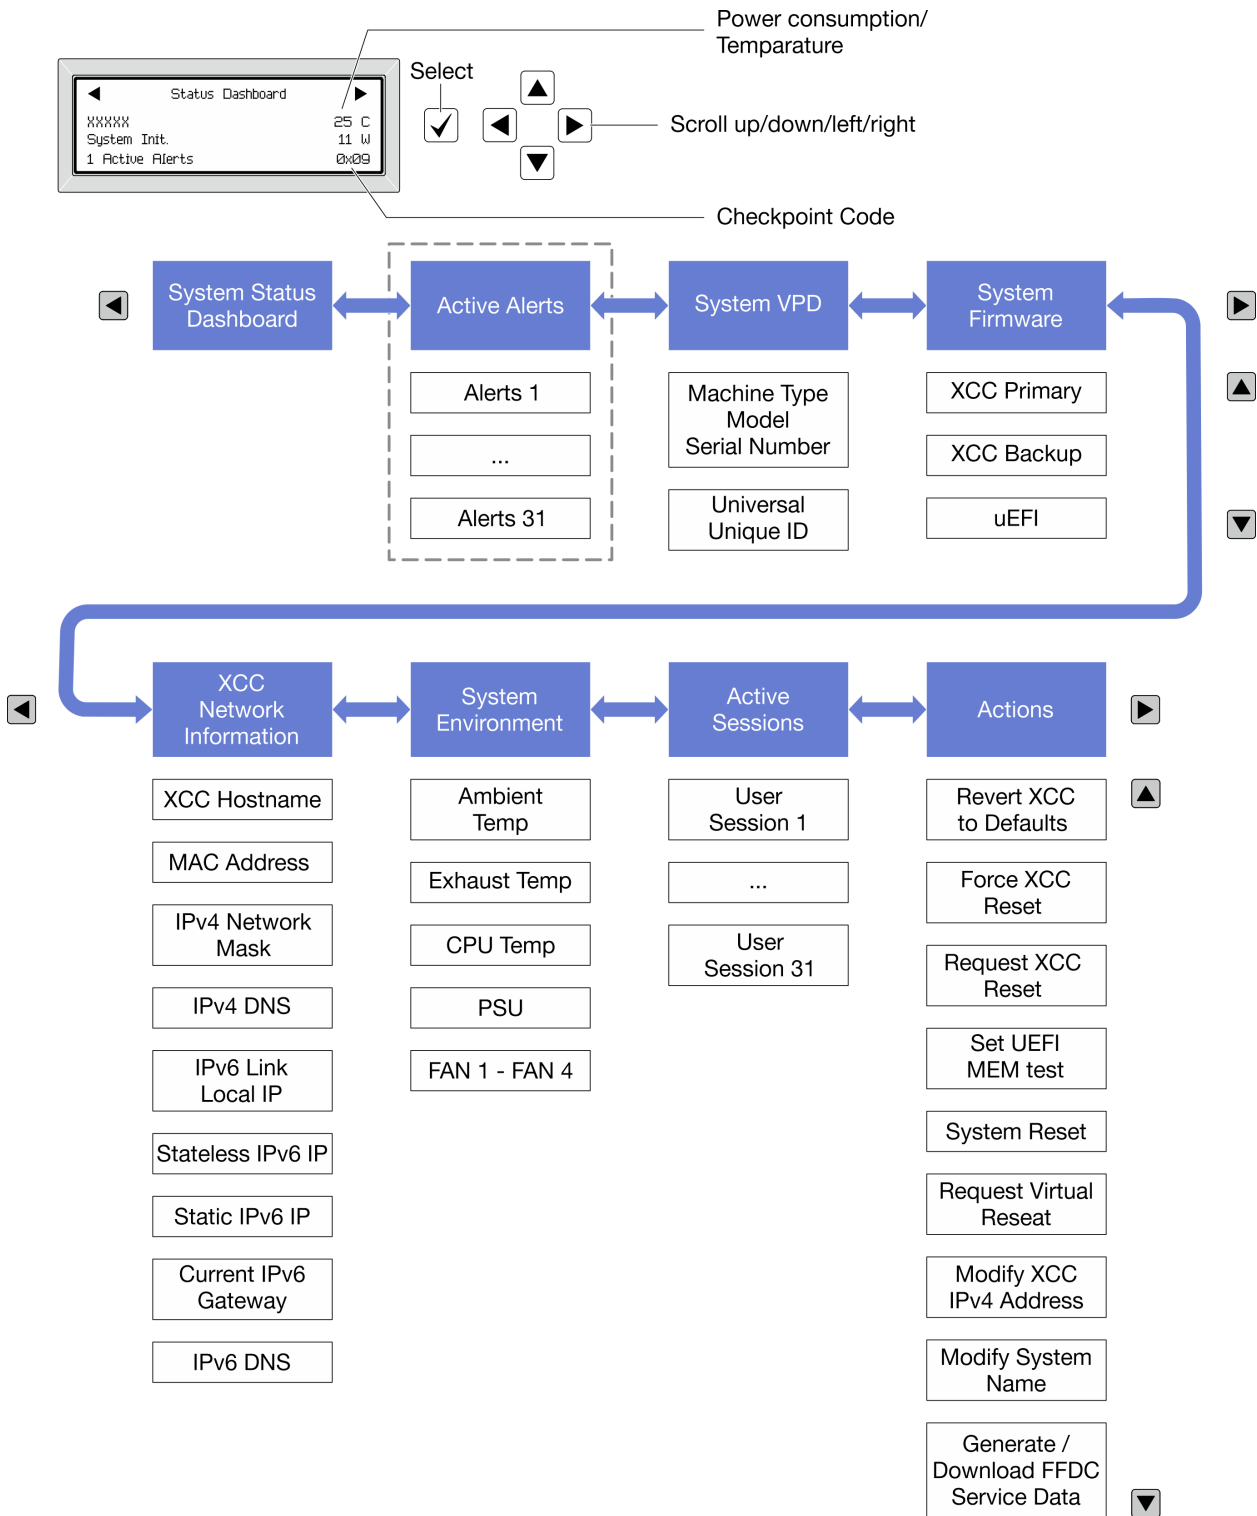 Power consumption/
Temparature
Select
Status Dashboard
XXXXX 25 C
System Init. 11 W
1 Active Alerts 0x09
Scroll up/down/left/right
Checkpoint Code
System Status
Dashboard
Active Alerts
System VPD
System
Firmware
Alerts 1
...
Alerts 31
Machine Type
Model
Serial Number
Universal
Unique ID
XCC Primary
XCC Backup
uEFI
XCC
Network
Information
System
Environment
Active
Sessions
Actions
XCC Hostname
MAC Address
IPv4 Network
Mask
IPv4 DNS
IPv6 Link
Local IP
Stateless IPv6 IP
Static IPv6 IP
Current IPv6
Gateway
IPv6 DNS
Ambient
Temp
Exhaust Temp
CPU Temp
PSU
FAN 1 - FAN 4
User
Session 1
...
User
Session 31
Revert XCC
to Defaults
Force XCC
Reset
Request XCC
Reset
Set UEFI
MEM test
System Reset
Request Virtual
Reseat
Modify XCC
IPv4 Address
Modify System
Name
Generate /
Download FFDC
Service Data